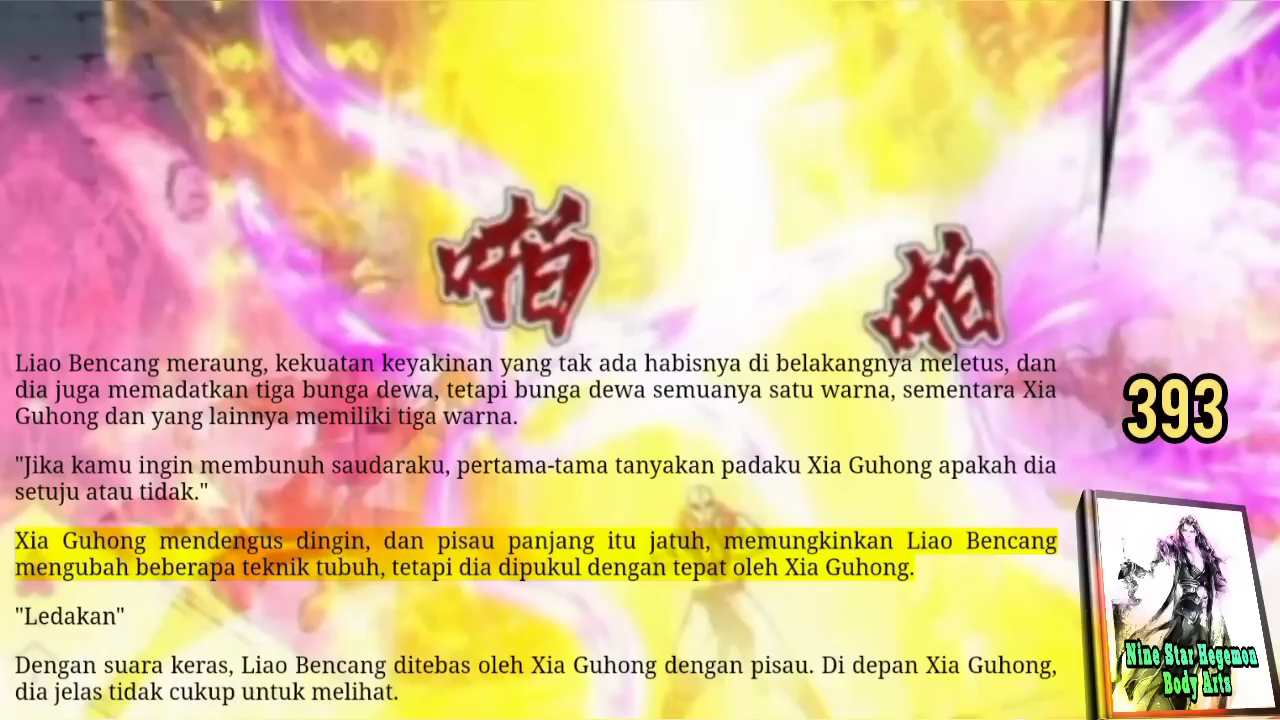 啪
啪
Liao Bencang meraung, kekuatan keyakinan yang tak ada habisnya di belakangnya meletus, dan
dia juga memadatkan tiga bunga dewa, tetapi bunga dewa semuanya satu warna, sementara Xia
Guhong dan yang lainnya memiliki tiga warna.
"Jika kamu ingin membunuh saudaraku, pertama-tama tanyakan padaku Xia Guhong apakah dia
setuju atau tidak."
Xia Guhong mendengus dingin, dan pisau panjang itu jatuh, memungkinkan Liao Bencang
mengubah beberapa teknik tubuh, tetapi dia dipukul dengan tepat oleh Xia Guhong.
"Ledakan"
Dengan suara keras, Liao Bencang ditebas oleh Xia Guhong dengan pisau. Di depan Xia Guhong,
dia jelas tidak cukup untuk melihat.
393
Nine Star Hegemon
Body Arts